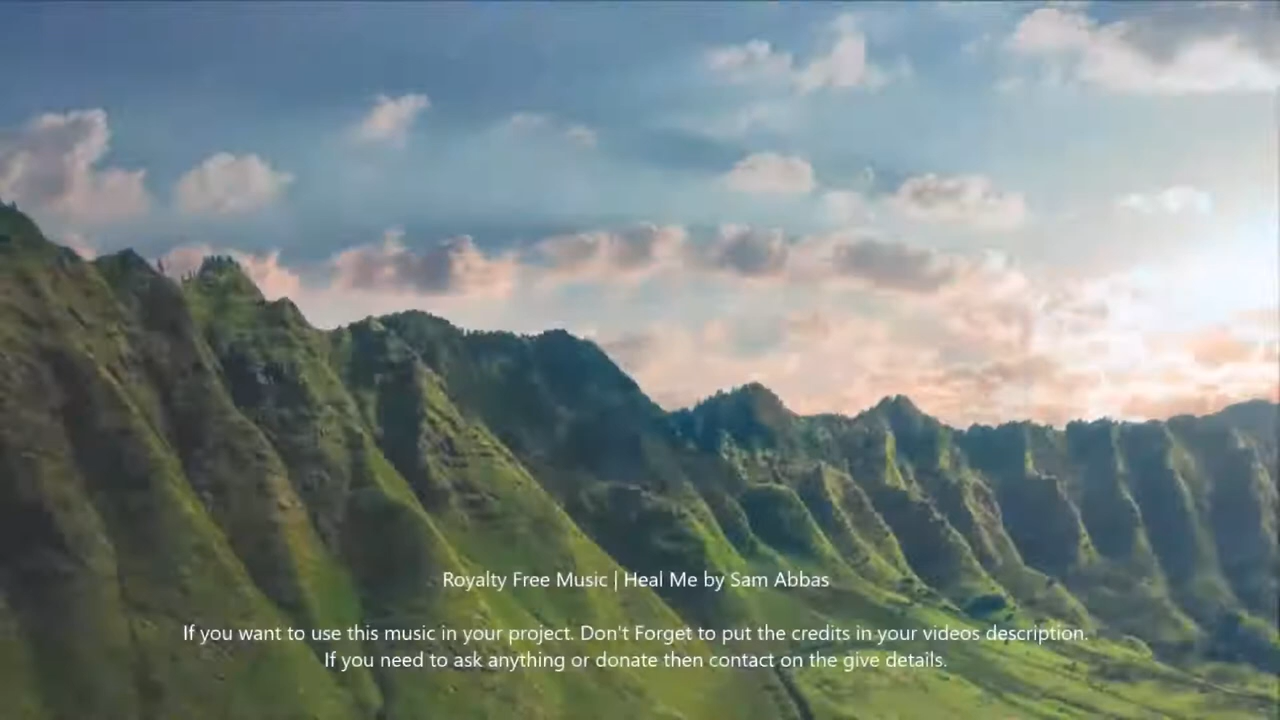 Royalty Free Music | Heal Me by Sam Abbas
If you want to use this music in your project. Don't Forget to put the credits in your videos description.
If you need to ask anything or donate then contact on the give details.